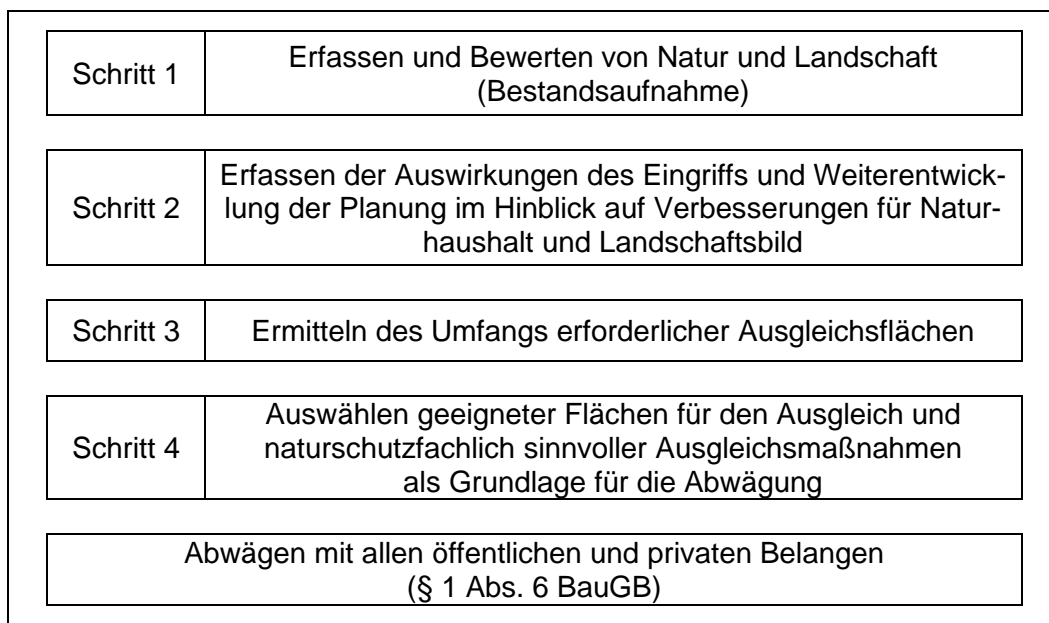 Schritt 1
Erfassen und Bewerten von Natur und Landschaft
(Bestandsaufnahme)
Schritt 2
Erfassen der Auswirkungen des Eingriffs und Weiterentwick-
lung der Planung im Hinblick auf Verbesserungen für Natur-
haushalt und Landschaftsbild
Schritt 3
Ermitteln des Umfangs erforderlicher Ausgleichsflächen
Schritt 4
Auswählen geeigneter Flächen für den Ausgleich und
naturschutzfachlich sinnvoller Ausgleichsmaßnahmen
als Grundlage für die Abwägung
Abwägen mit allen öffentlichen und privaten Belangen
(§ 1 Abs. 6 BauGB)